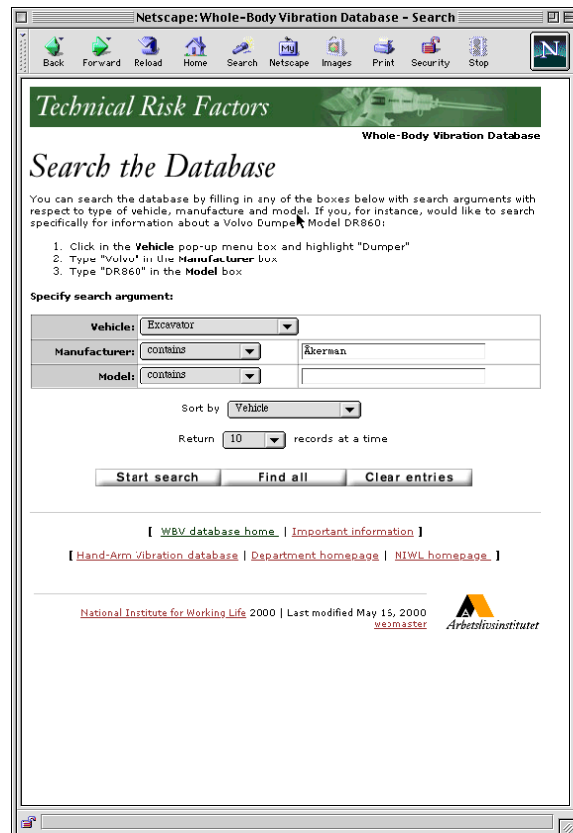 Netscape: Whole-Body Vibration Database - Search
Back Forward Reload Home Search Netscape Images Print Security Stop
My
N
Technical Risk Factors
Whole-Body Vibration Database
Search the Database
You can search the database by filling in any of the boxes below with search arguments with
respect to type of vehicle, manufacture and model. If you, for instance, would like to search
specifically for information about a Volvo Dumper Model DR860:
1. Click in the Vehicle pop-up menu box and highlight "Dumper"
2. Type "Volvo" in the Manufacturer box
3. Type "DR860" in the Model box
Specify search argument:
Vehicle: Excavator
Manufacturer: contains Åkerman
Model: contains
Sort by Vehicle
Return 10 records at a time
Start search Find all Clear entries
[ WBV database home | Important information ]
[ Hand-Arm Vibration database | Department homepage | NIWL homepage ]
National Institute for Working Life 2000 | Last modified May 16, 2000
webmaster
Arbetslivsinstitutet